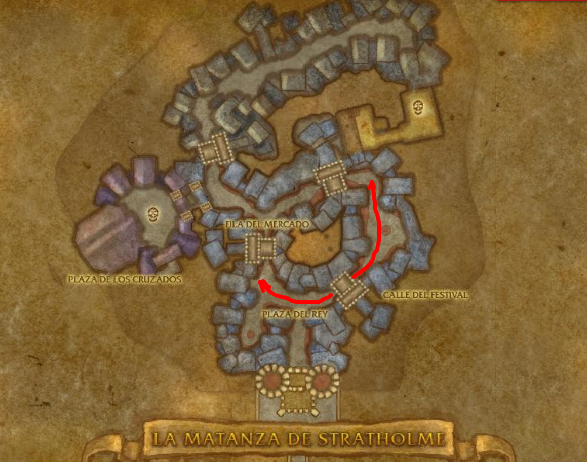 FILA DEL MERCADO
PLAZA DE LOS CRUZADOS
CALLE DEL FESTIVAL
PLAZA DEL REY
LA MATANZA DE STRATHOLME